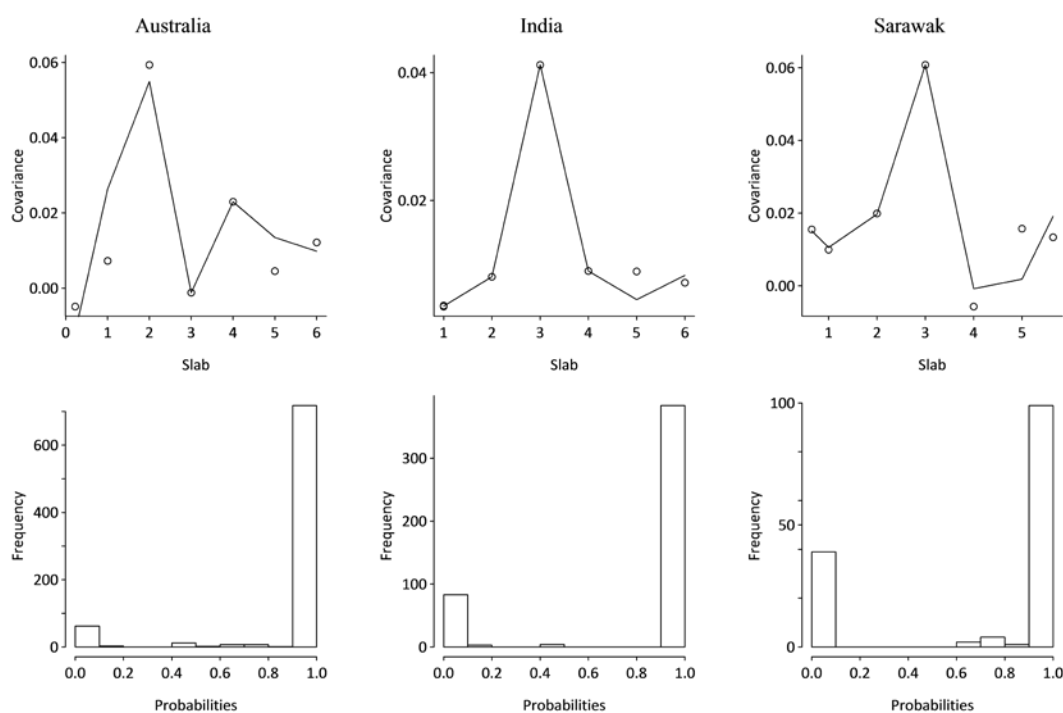 Australia India Sarawak
Covariance
0.06
0.04
0.02
0.00
0 1 2 3 4 5 6
Slab
Covariance
0.04
0.02
1 2 3 4 5 6
Slab
Covariance
0.06
0.04
0.02
0.00
1 2 3 4 5
Slab
Frequency
600
400
200
0
0.0 0.2 0.4 0.6 0.8 1.0
Probabilities
Frequency
300
200
100
0
0.0 0.2 0.4 0.6 0.8 1.0
Probabilities
Frequency
100
50
0
0.0 0.2 0.4 0.6 0.8 1.0
Probabilities